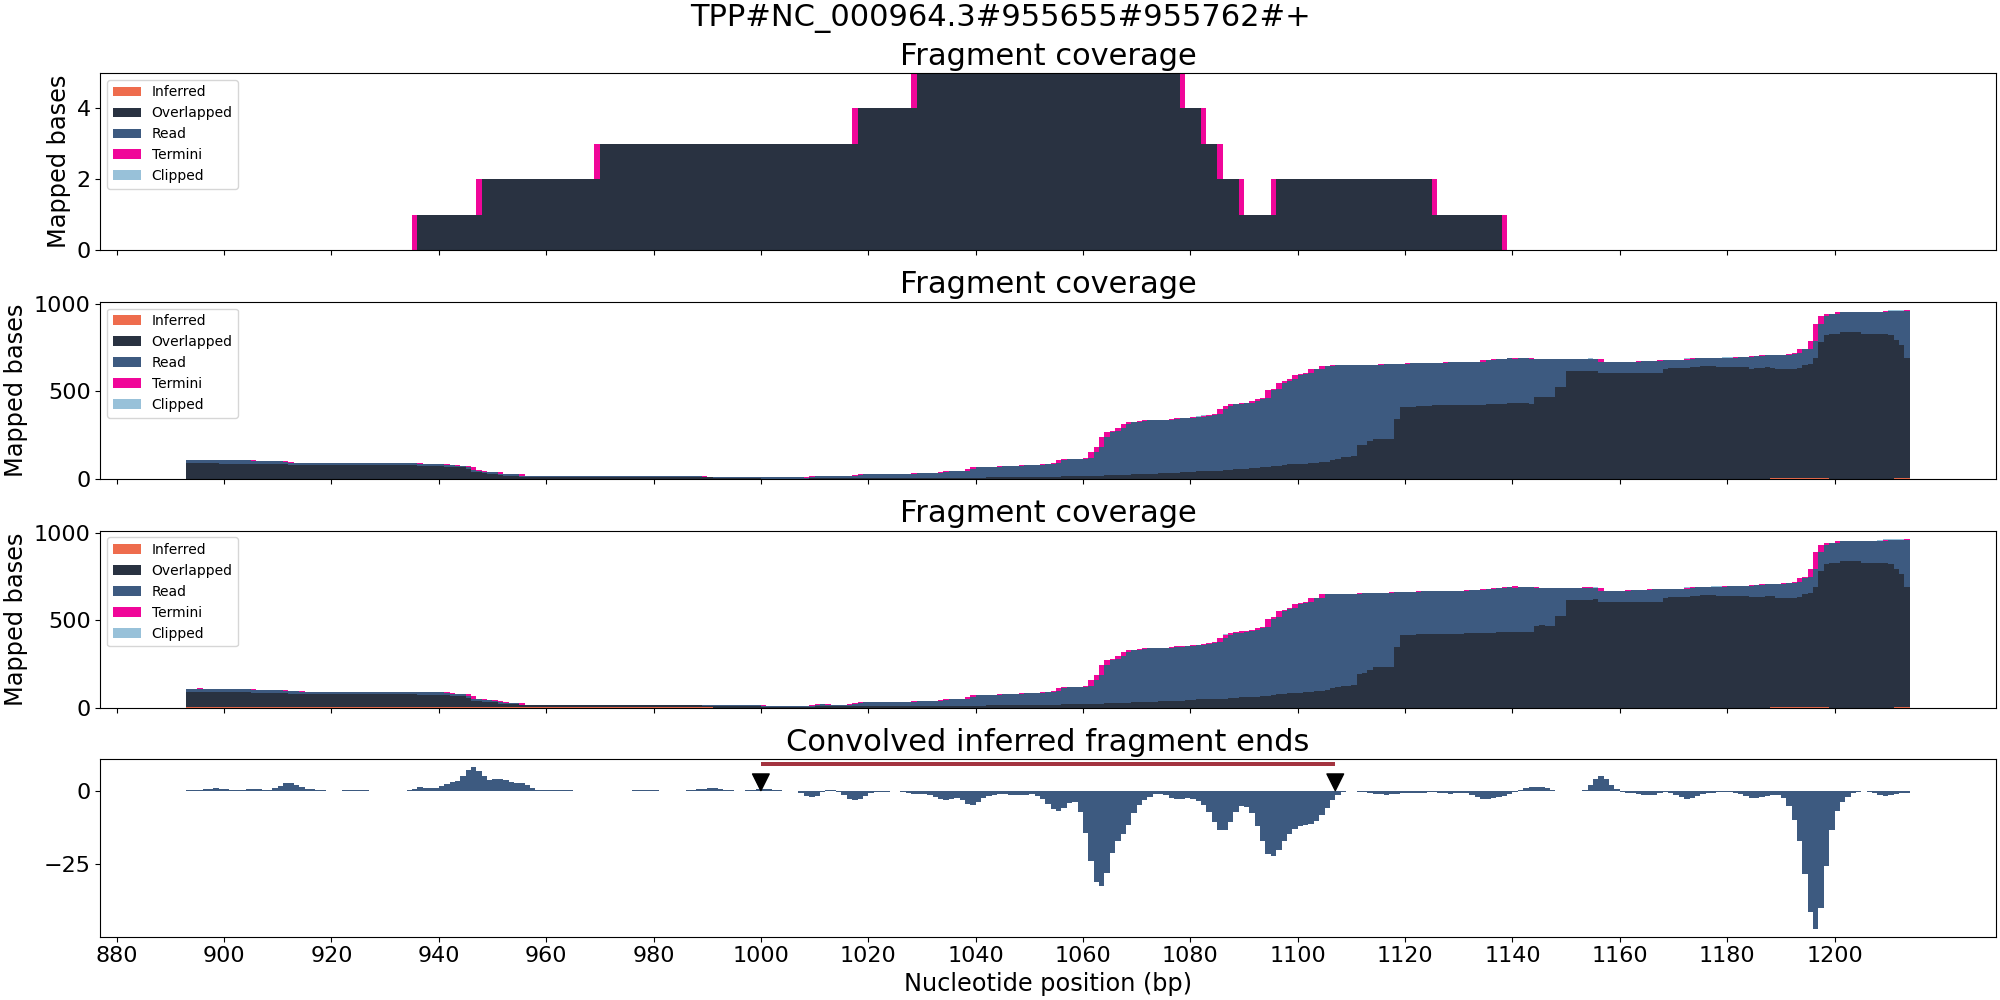 TPP#NC_000964.3#955655#955762#+
Fragment coverage
Mapped bases
4
2
0
Inferred
Overlapped
Read
Termini
Clipped
Fragment coverage
Mapped bases
1000
500
0
Inferred
Overlapped
Read
Termini
Clipped
Fragment coverage
Mapped bases
1000
500
0
Inferred
Overlapped
Read
Termini
Clipped
Convolved inferred fragment ends
0
−25
880 900 920 940 960 980 1000 1020 1040 1060 1080 1100 1120 1140 1160 1180 1200
Nucleotide position (bp)